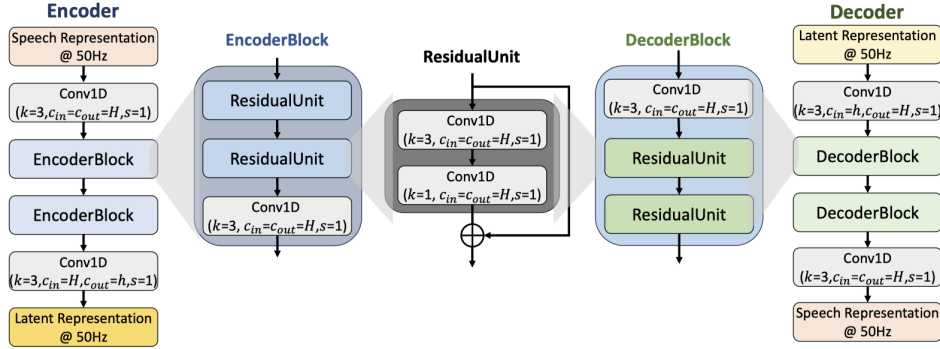 Encoder
Speech Representation
@ 50Hz
Conv1D
(k=3,c_in=c_out=H,s=1)
EncoderBlock
EncoderBlock
Conv1D
(k=3,c_in=H,c_out=h,s=1)
Latent Representation
@ 50Hz
EncoderBlock
ResidualUnit
ResidualUnit
Conv1D
(k=3, c_in=c_out=H,s=1)
ResidualUnit
Conv1D
(k=3, c_in=c_out=H,s=1)
Conv1D
(k=1, c_in=c_out=H,s=1)
DecoderBlock
Conv1D
(k=3, c_in=c_out=H,s=1)
ResidualUnit
ResidualUnit
Decoder
Latent Representation
@ 50Hz
Conv1D
(k=3,c_in=h,c_out=H,s=1)
DecoderBlock
DecoderBlock
Conv1D
(k=3,c_in=c_out=H,s=1)
Speech Representation
@ 50Hz